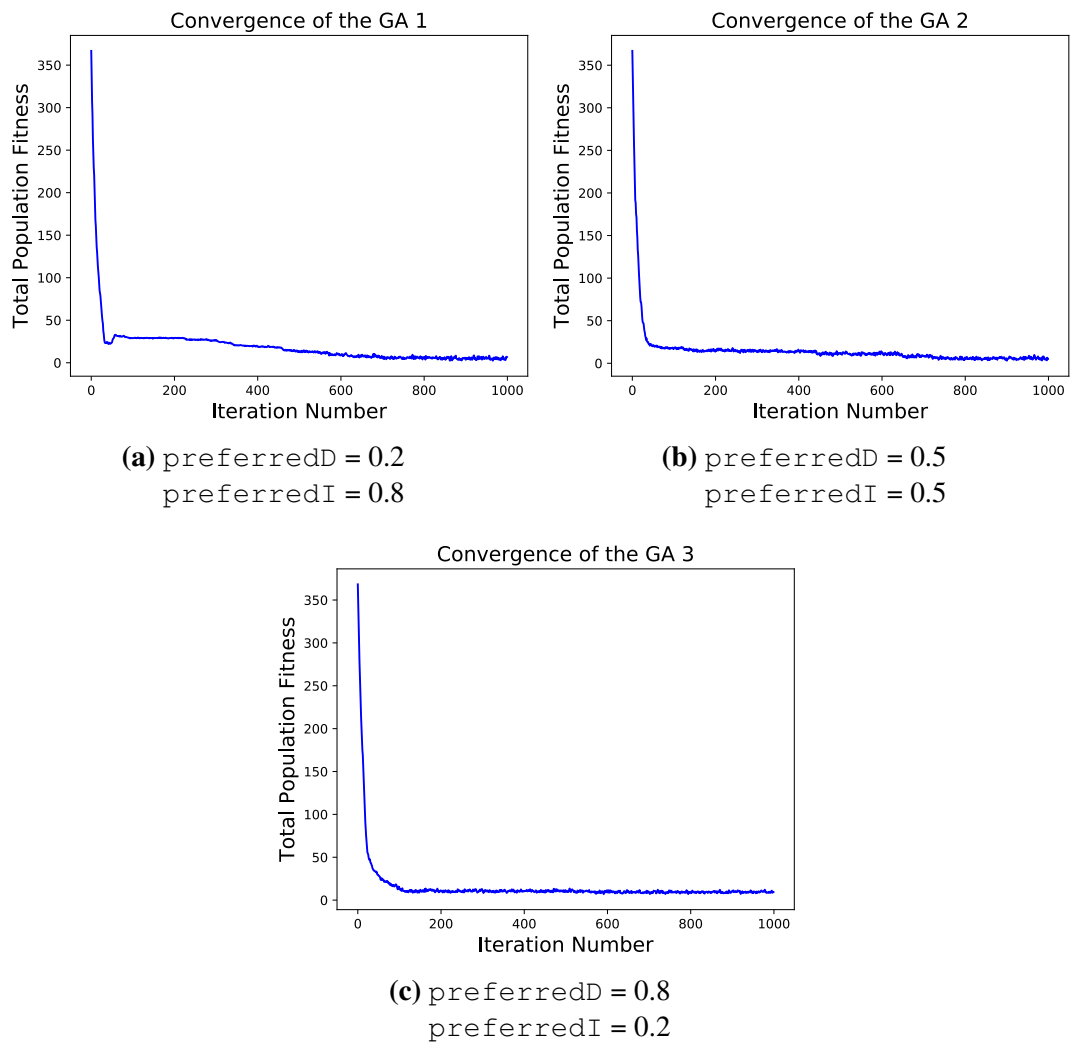 Convergence of the GA 1
Total Population Fitness
350
300
250
200
150
100
50
0
0 200 400 600 800 1000
Iteration Number
(a) preferredD = 0.2
preferredI = 0.8
Convergence of the GA 2
Total Population Fitness
350
300
250
200
150
100
50
0
0 200 400 600 800 1000
Iteration Number
(b) preferredD = 0.5
preferredI = 0.5
Convergence of the GA 3
Total Population Fitness
350
300
250
200
150
100
50
0
0 200 400 600 800 1000
Iteration Number
(c) preferredD = 0.8
preferredI = 0.2